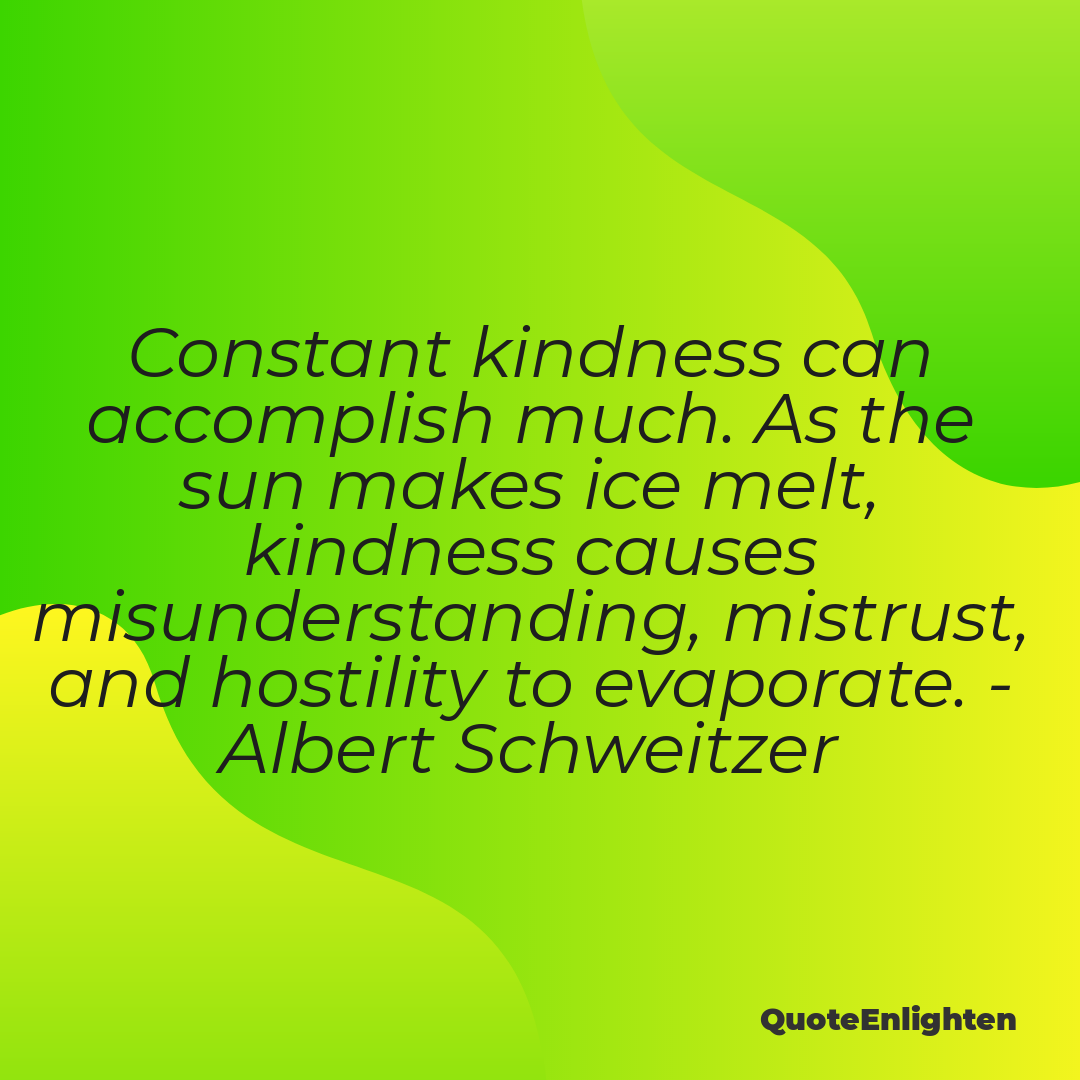 Constant kindness can
accomplish much. As the
sun makes ice melt,
kindness causes
misunderstanding, mistrust,
and hostility to evaporate. -
Albert Schweitzer
QuoteEnlighten